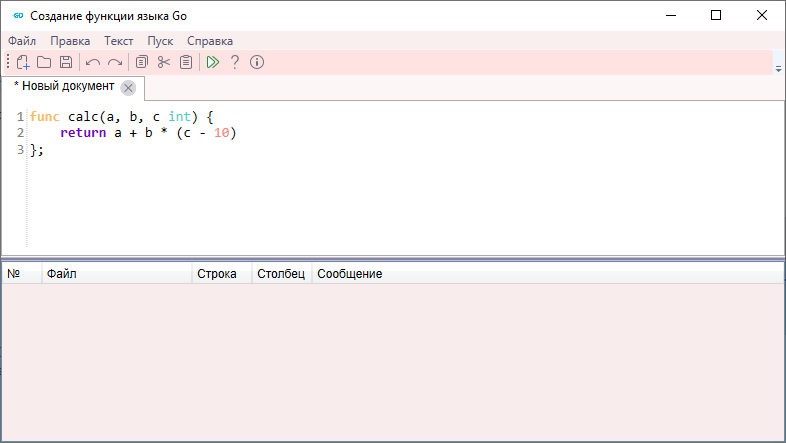 GO Создание функции языка Go
Файл Правка Текст Пуск Справка
* Новый документ
1 func calc(a, b, c int) {
2     return a + b * (c - 10)
3 };
№ Файл Строка Столбец Сообщение